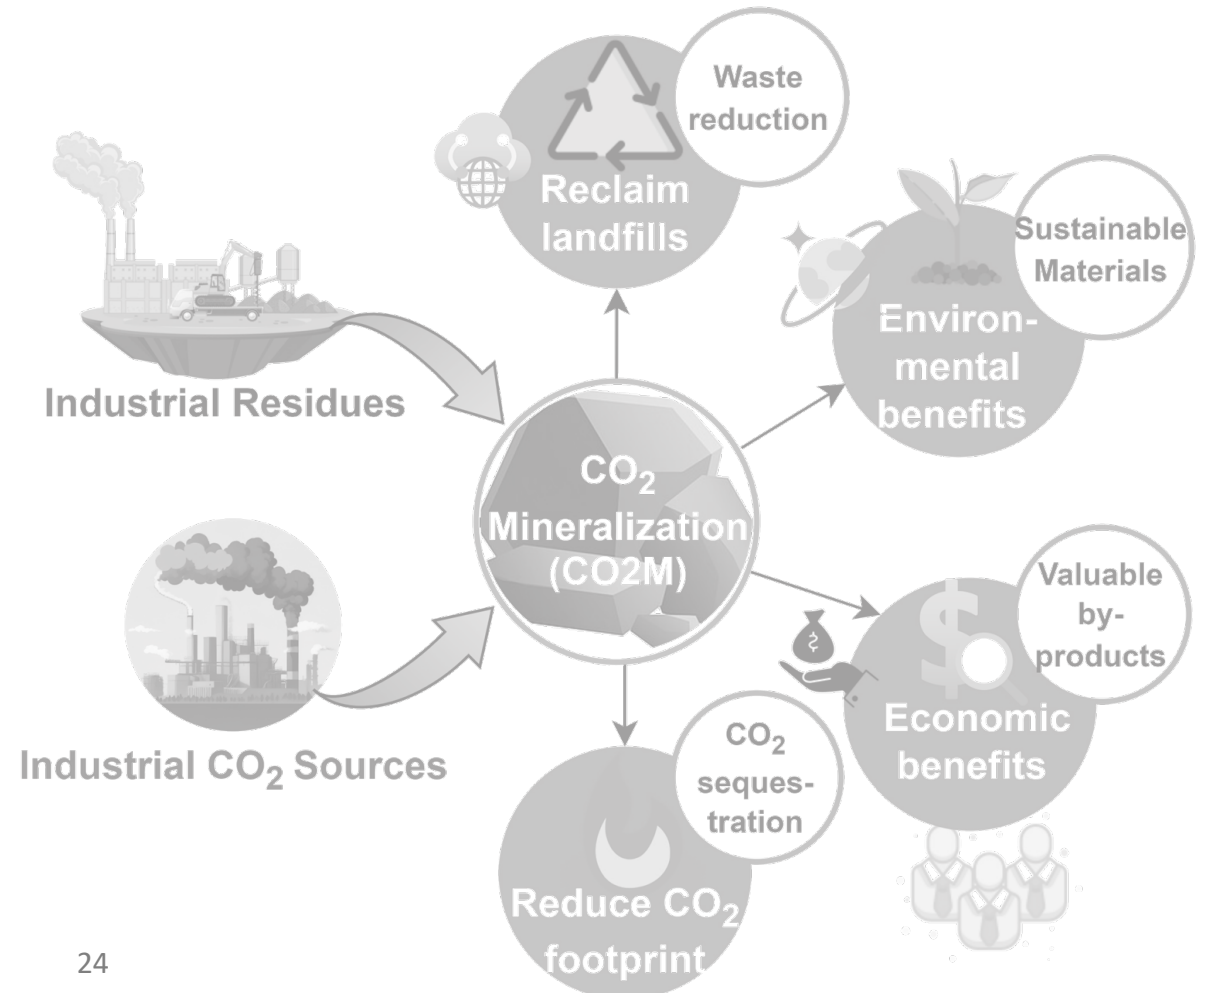 Waste
reduction
Reclaim
landfills
Sustainable
Materials
Environ-
mental
benefits
Industrial Residues
CO₂
Mineralization
(CO2M)
Industrial CO₂ Sources
Valuable
by-
products
$
$
Economic
benefits
CO₂
seques-
tration
Reduce CO₂
footprint
24